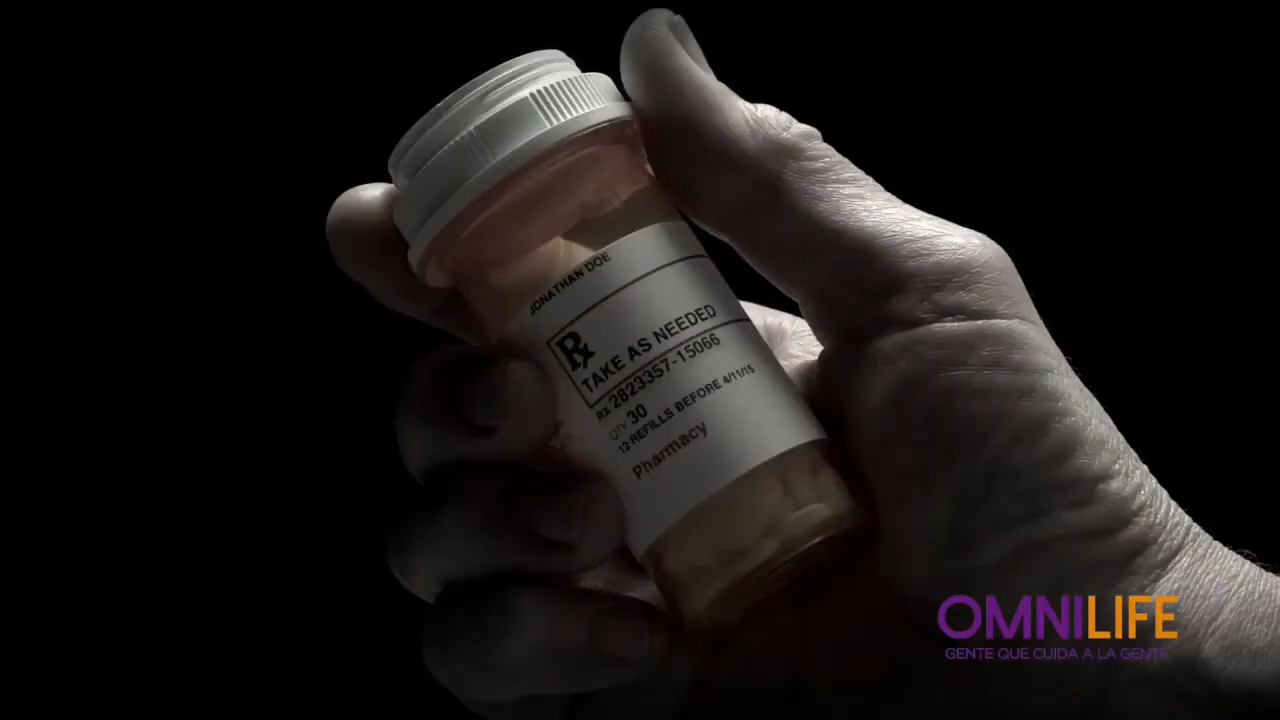 JONATHAN DOE
Rx
TAKE AS NEEDED
RX 2823357-15066
QTY 30
12 REFILLS BEFORE 4/11/15
Pharmacy
OMNILIFE
GENTE QUE CUIDA A LA GENTE